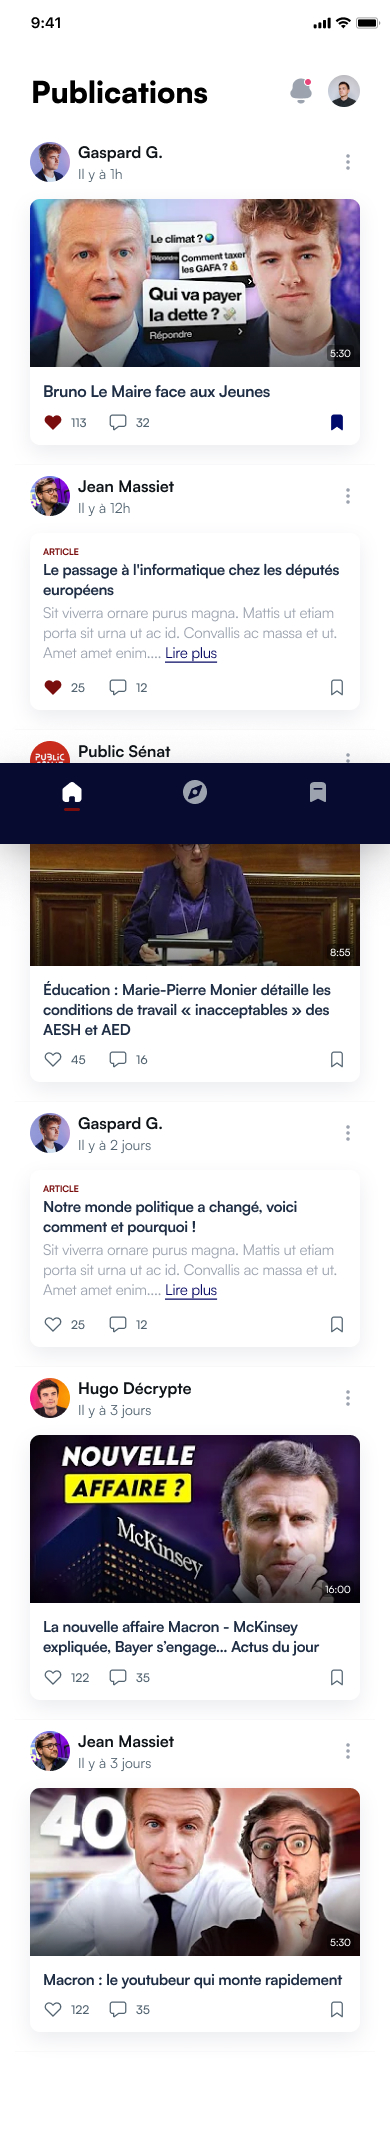 9:41
Publications
Gaspard G.
Il y à 1h
Le climat ?
Répondre
Comment taxer
les GAFA ?
Qui va payer
la dette ?
Répondre
5:30
Bruno Le Maire face aux Jeunes
113 32
Jean Massiet
Il y à 12h
ARTICLE
Le passage à l'informatique chez les députés
européens
Sit viverra ornare purus magna. Mattis ut etiam
porta sit urna ut ac id. Convallis ac massa et ut.
Amet amet enim.... Lire plus
25 12
PUBLIC
Public Sénat
8:55
Éducation : Marie-Pierre Monier détaille les
conditions de travail « inacceptables » des
AESH et AED
45 16
Gaspard G.
Il y à 2 jours
ARTICLE
Notre monde politique a changé, voici
comment et pourquoi !
Sit viverra ornare purus magna. Mattis ut etiam
porta sit urna ut ac id. Convallis ac massa et ut.
Amet amet enim.... Lire plus
25 12
Hugo Décrypte
Il y à 3 jours
NOUVELLE
AFFAIRE ?
McKinsey
16:00
La nouvelle affaire Macron - McKinsey
expliquée, Bayer s’engage... Actus du jour
122 35
Jean Massiet
Il y à 3 jours
40
5:30
Macron : le youtubeur qui monte rapidement
122 35